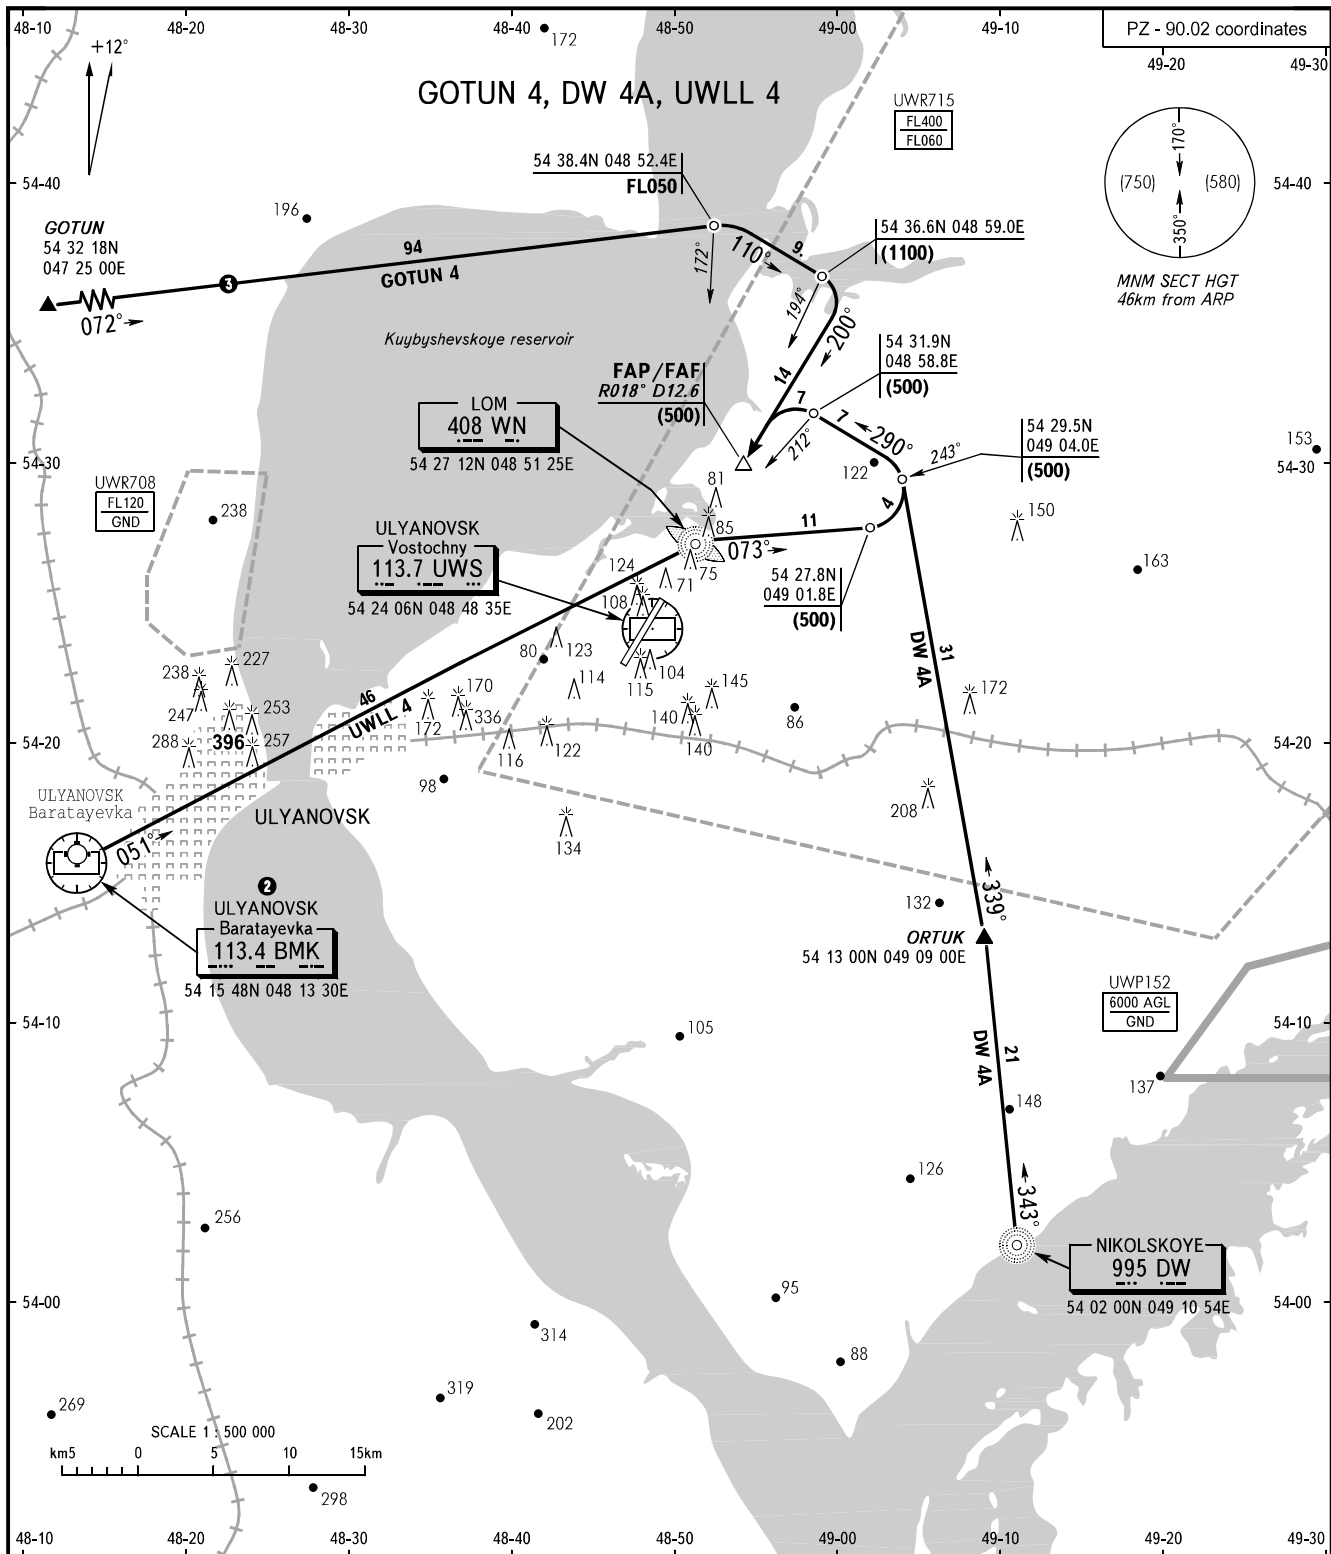 48-10
48-20
48-30
48-40
48-50
49-00
49-10
PZ - 90.02 coordinates
49-20
49-30
+12°
172
GOTUN 4, DW 4A, UWLL 4
UWR715
FL400
FL060
170°
(750)
(580)
350°
MNM SECT HGT
46km from ARP
54-40
54-40
54 38.4N 048 52.4E
FL050
196
GOTUN
54 32 18N
047 25 00E
94
GOTUN 4
3
072°
172°
110°
9.
54 36.6N 048 59.0E
(1100)
194°
200°
Kuybyshevskoye reservoir
14
54 31.9N
048 58.8E
(500)
FAP/FAF
R018° D12.6
(500)
7
7
290°
212°
243°
54 29.5N
049 04.0E
(500)
LOM
408 WN
54 27 12N 048 51 25E
54-30
153
54-30
122
UWR708
FL120
GND
238
81
85
150
ULYANOVSK
Vostochny
113.7 UWS
54 24 06N 048 48 35E
11
4
073°
163
124
71
75
108
T
54 27.8N
049 01.8E
(500)
80
123
104
115
114
145
DW 4A
31
172
227
238
247
253
46
UWLL 4
170
172
336
140
140
86
288
396
257
116
122
54-20
54-20
98
ULYANOVSK
Baratayevka
ULYANOVSK
051°
134
208
2
ULYANOVSK
Baratayevka
113.4 BMK
54 15 48N 048 13 30E
339°
132
ORTUK
54 13 00N 049 09 00E
UWP152
6000 AGL
GND
54-10
54-10
105
DW 4A
21
137
148
126
343°
256
NIKOLSKOYE
995 DW
54 02 00N 049 10 54E
54-00
54-00
95
314
88
319
269
202
SCALE 1 : 500 000
km5
0
5
10
15km
298
48-10
48-20
48-30
48-40
48-50
49-00
49-10
49-20
49-30